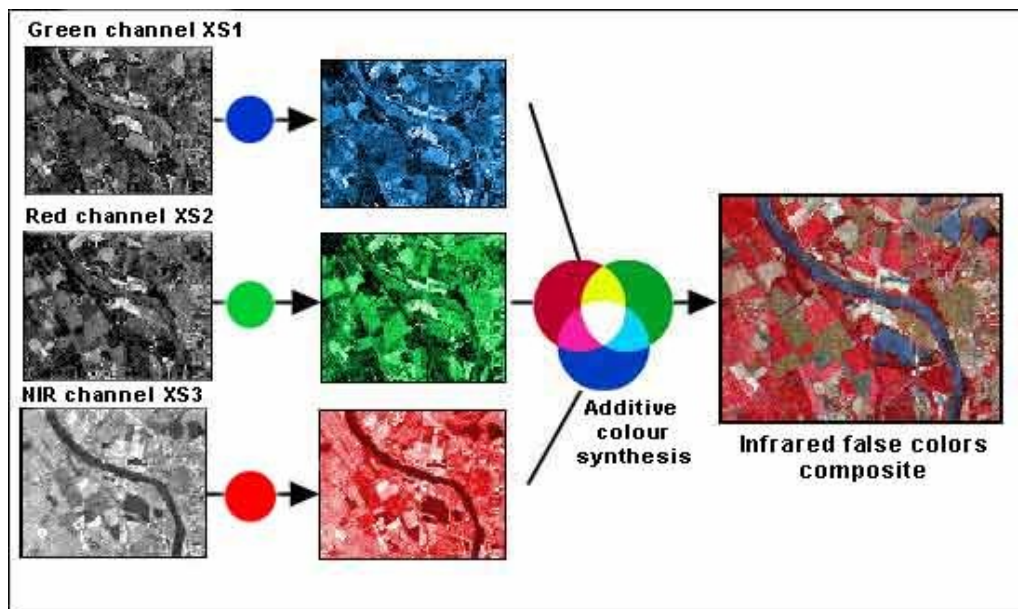 Green channel XS1
Red channel XS2
NIR channel XS3
Additive
colour
synthesis
Infrared false colors
composite